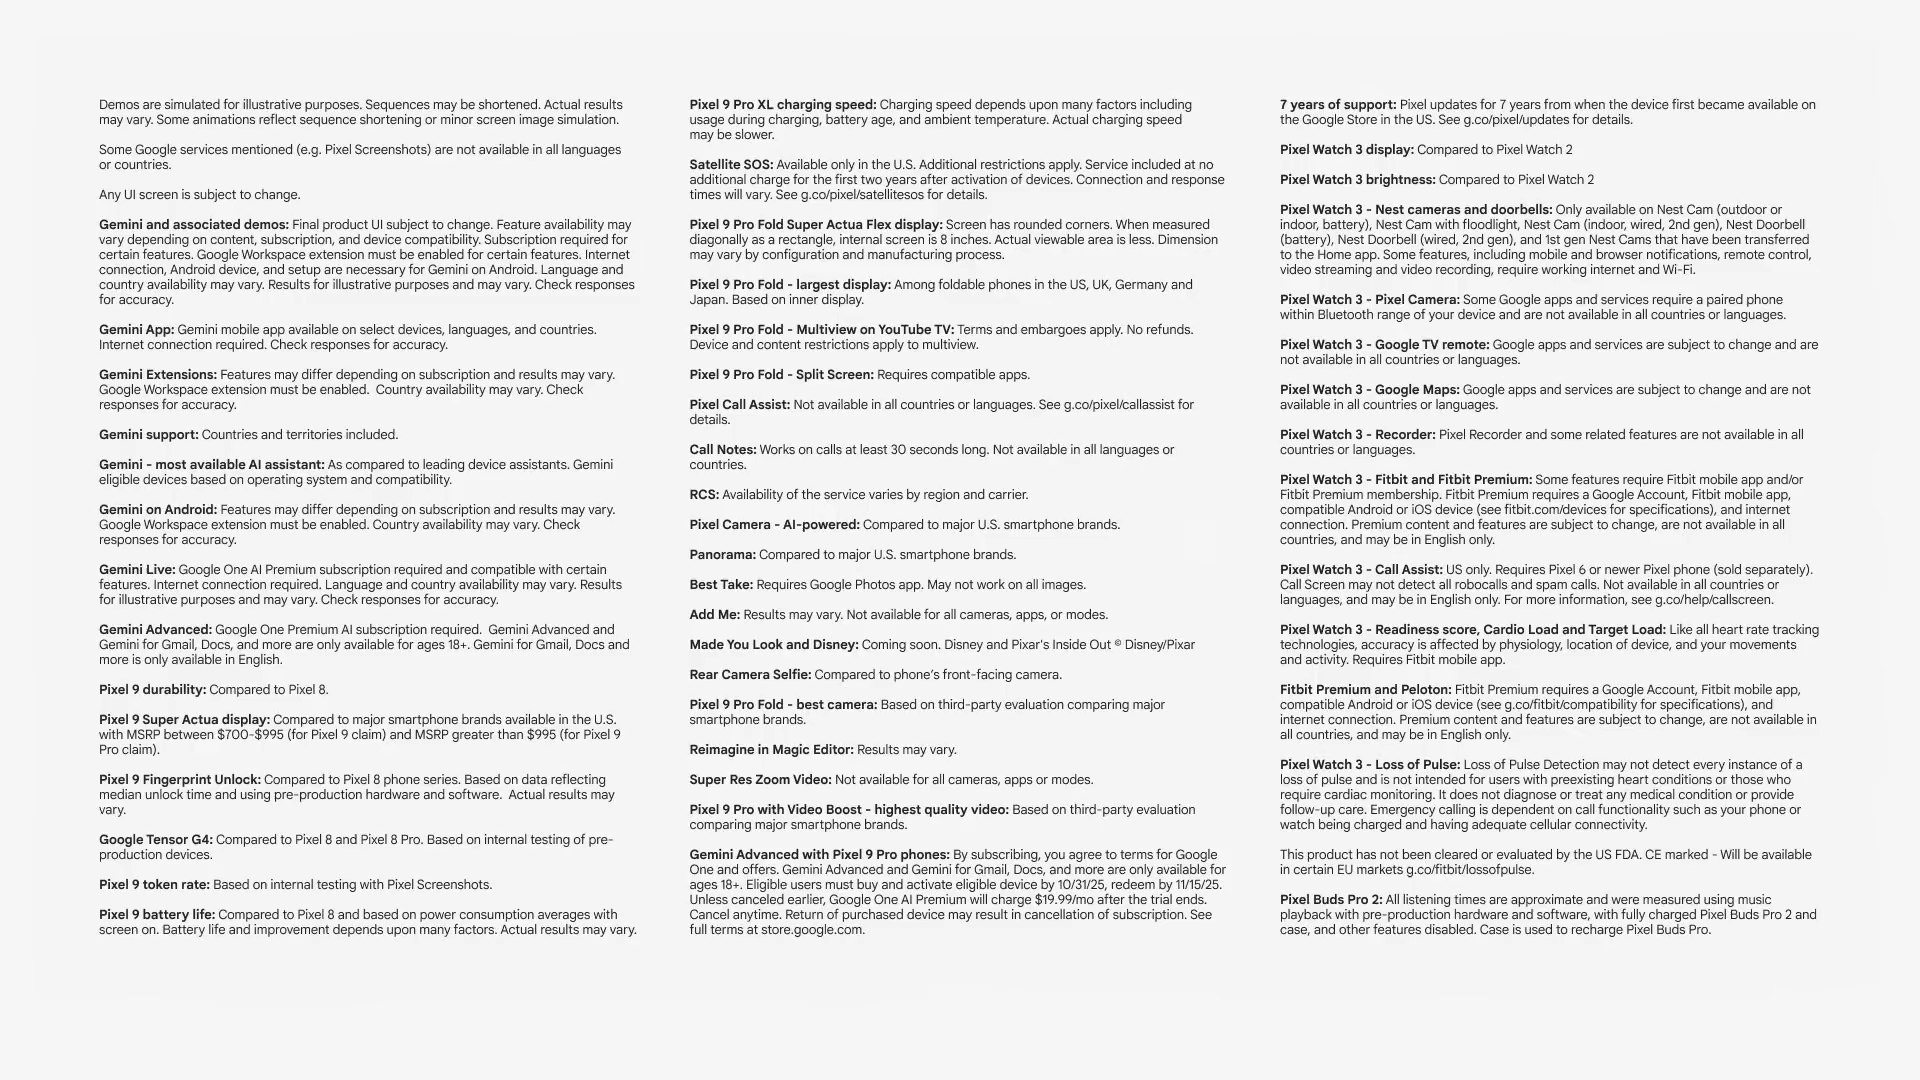 Demos are simulated for illustrative purposes. Sequences may be shortened. Actual results
may vary. Some animations reflect sequence shortening or minor screen image simulation.
Some Google services mentioned (e.g. Pixel Screenshots) are not available in all languages
or countries.
Any UI screen is subject to change.
Gemini and associated demos: Final product UI subject to change. Feature availability may
vary depending on content, subscription, and device compatibility. Subscription required for
certain features. Google Workspace extension must be enabled for certain features. Internet
connection, Android device, and setup are necessary for Gemini on Android. Language and
country availability may vary. Results for illustrative purposes and may vary. Check responses
for accuracy.
Gemini App: Gemini mobile app available on select devices, languages, and countries.
Internet connection required. Check responses for accuracy.
Gemini Extensions: Features may differ depending on subscription and results may vary.
Google Workspace extension must be enabled.  Country availability may vary. Check
responses for accuracy.
Gemini support: Countries and territories included.
Gemini - most available AI assistant: As compared to leading device assistants. Gemini
eligible devices based on operating system and compatibility.
Gemini on Android: Features may differ depending on subscription and results may vary.
Google Workspace extension must be enabled. Country availability may vary. Check
responses for accuracy.
Gemini Live: Google One AI Premium subscription required and compatible with certain
features. Internet connection required. Language and country availability may vary. Results
for illustrative purposes and may vary. Check responses for accuracy.
Gemini Advanced: Google One Premium AI subscription required.  Gemini Advanced and
Gemini for Gmail, Docs, and more are only available for ages 18+. Gemini for Gmail, Docs and
more is only available in English.
Pixel 9 durability: Compared to Pixel 8.
Pixel 9 Super Actua display: Compared to major smartphone brands available in the U.S.
with MSRP between $700-$995 (for Pixel 9 claim) and MSRP greater than $995 (for Pixel 9
Pro claim).
Pixel 9 Fingerprint Unlock: Compared to Pixel 8 phone series. Based on data reflecting
median unlock time and using pre-production hardware and software.  Actual results may
vary.
Google Tensor G4: Compared to Pixel 8 and Pixel 8 Pro. Based on internal testing of pre-
production devices.
Pixel 9 token rate: Based on internal testing with Pixel Screenshots.
Pixel 9 battery life: Compared to Pixel 8 and based on power consumption averages with
screen on. Battery life and improvement depends upon many factors. Actual results may vary.
Pixel 9 Pro XL charging speed: Charging speed depends upon many factors including
usage during charging, battery age, and ambient temperature. Actual charging speed
may be slower.
Satellite SOS: Available only in the U.S. Additional restrictions apply. Service included at no
additional charge for the first two years after activation of devices. Connection and response
times will vary. See g.co/pixel/satellitesos for details.
Pixel 9 Pro Fold Super Actua Flex display: Screen has rounded corners. When measured
diagonally as a rectangle, internal screen is 8 inches. Actual viewable area is less. Dimension
may vary by configuration and manufacturing process.
Pixel 9 Pro Fold - largest display: Among foldable phones in the US, UK, Germany and
Japan. Based on inner display.
Pixel 9 Pro Fold - Multiview on YouTube TV: Terms and embargoes apply. No refunds.
Device and content restrictions apply to multiview.
Pixel 9 Pro Fold - Split Screen: Requires compatible apps.
Pixel Call Assist: Not available in all countries or languages. See g.co/pixel/callassist for
details.
Call Notes: Works on calls at least 30 seconds long. Not available in all languages or
countries.
RCS: Availability of the service varies by region and carrier.
Pixel Camera - AI-powered: Compared to major U.S. smartphone brands.
Panorama: Compared to major U.S. smartphone brands.
Best Take: Requires Google Photos app. May not work on all images.
Add Me: Results may vary. Not available for all cameras, apps, or modes.
Made You Look and Disney: Coming soon. Disney and Pixar's Inside Out © Disney/Pixar
Rear Camera Selfie: Compared to phone’s front-facing camera.
Pixel 9 Pro Fold - best camera: Based on third-party evaluation comparing major
smartphone brands.
Reimagine in Magic Editor: Results may vary.
Super Res Zoom Video: Not available for all cameras, apps or modes.
Pixel 9 Pro with Video Boost - highest quality video: Based on third-party evaluation
comparing major smartphone brands.
Gemini Advanced with Pixel 9 Pro phones: By subscribing, you agree to terms for Google
One and offers. Gemini Advanced and Gemini for Gmail, Docs, and more are only available for
ages 18+. Eligible users must buy and activate eligible device by 10/31/25, redeem by 11/15/25.
Unless canceled earlier, Google One AI Premium will charge $19.99/mo after the trial ends.
Cancel anytime. Return of purchased device may result in cancellation of subscription. See
full terms at store.google.com.
7 years of support: Pixel updates for 7 years from when the device first became available on
the Google Store in the US. See g.co/pixel/updates for details.
Pixel Watch 3 display: Compared to Pixel Watch 2
Pixel Watch 3 brightness: Compared to Pixel Watch 2
Pixel Watch 3 - Nest cameras and doorbells: Only available on Nest Cam (outdoor or
indoor, battery), Nest Cam with floodlight, Nest Cam (indoor, wired, 2nd gen), Nest Doorbell
(battery), Nest Doorbell (wired, 2nd gen), and 1st gen Nest Cams that have been transferred
to the Home app. Some features, including mobile and browser notifications, remote control,
video streaming and video recording, require working internet and Wi-Fi.
Pixel Watch 3 - Pixel Camera: Some Google apps and services require a paired phone
within Bluetooth range of your device and are not available in all countries or languages.
Pixel Watch 3 - Google TV remote: Google apps and services are subject to change and are
not available in all countries or languages.
Pixel Watch 3 - Google Maps: Google apps and services are subject to change and are not
available in all countries or languages.
Pixel Watch 3 - Recorder: Pixel Recorder and some related features are not available in all
countries or languages.
Pixel Watch 3 - Fitbit and Fitbit Premium: Some features require Fitbit mobile app and/or
Fitbit Premium membership. Fitbit Premium requires a Google Account, Fitbit mobile app,
compatible Android or iOS device (see fitbit.com/devices for specifications), and internet
connection. Premium content and features are subject to change, are not available in all
countries, and may be in English only.
Pixel Watch 3 - Call Assist: US only. Requires Pixel 6 or newer Pixel phone (sold separately).
Call Screen may not detect all robocalls and spam calls. Not available in all countries or
languages, and may be in English only. For more information, see g.co/help/callscreen.
Pixel Watch 3 - Readiness score, Cardio Load and Target Load: Like all heart rate tracking
technologies, accuracy is affected by physiology, location of device, and your movements
and activity. Requires Fitbit mobile app.
Fitbit Premium and Peloton: Fitbit Premium requires a Google Account, Fitbit mobile app,
compatible Android or iOS device (see g.co/fitbit/compatibility for specifications), and
internet connection. Premium content and features are subject to change, are not available in
all countries, and may be in English only.
Pixel Watch 3 - Loss of Pulse: Loss of Pulse Detection may not detect every instance of a
loss of pulse and is not intended for users with preexisting heart conditions or those who
require cardiac monitoring. It does not diagnose or treat any medical condition or provide
follow-up care. Emergency calling is dependent on call functionality such as your phone or
watch being charged and having adequate cellular connectivity.
This product has not been cleared or evaluated by the US FDA. CE marked - Will be available
in certain EU markets g.co/fitbit/lossofpulse.
Pixel Buds Pro 2: All listening times are approximate and were measured using music
playback with pre-production hardware and software, with fully charged Pixel Buds Pro 2 and
case, and other features disabled. Case is used to recharge Pixel Buds Pro.